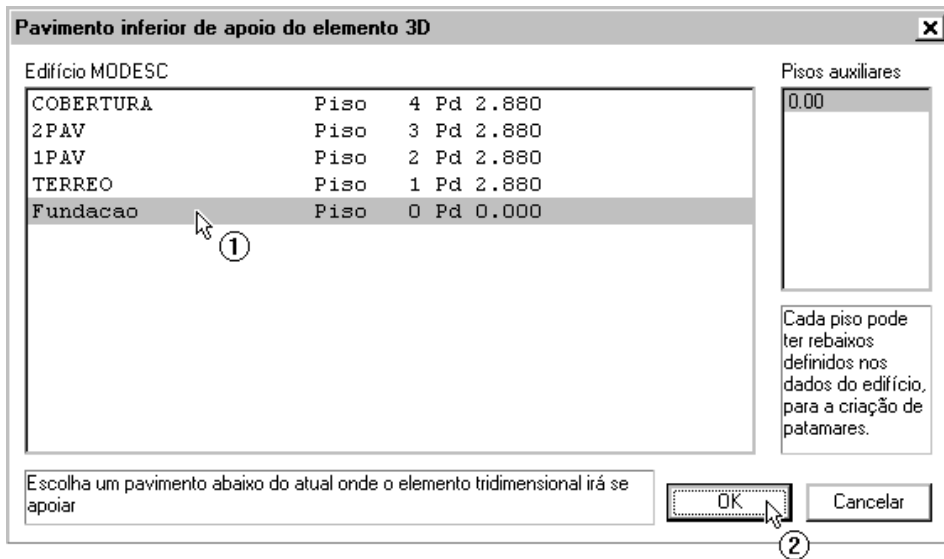 Pavimento inferior de apoio do elemento 3D
Edifício MODESC
Pisos auxiliares
COBERTURA Piso 4 Pd 2.880
2PAV Piso 3 Pd 2.880
1PAV Piso 2 Pd 2.880
TERREO Piso 1 Pd 2.880
Fundacao Piso 0 Pd 0.000
1
0.00
Cada piso pode
ter rebaixos
definidos nos
dados do edifício,
para a criação de
patamares.
Escolha um pavimento abaixo do atual onde o elemento tridimensional irá se
apoiar
OK
Cancelar
2